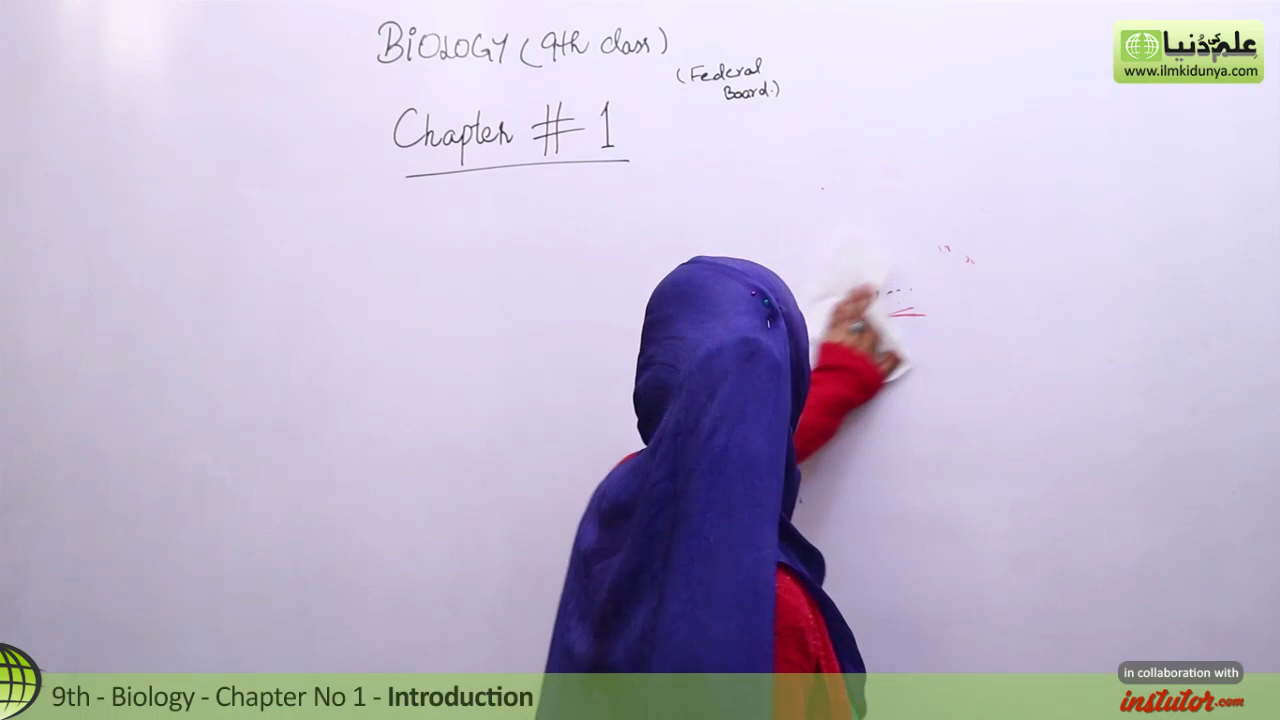 BiOLOGY (9th class)
(Federal
Board.)
Chapter # 1
علم کی دُنیا
www.ilmkidunya.com
9th - Biology - Chapter No 1 - Introduction
in collaboration with
instutor.com